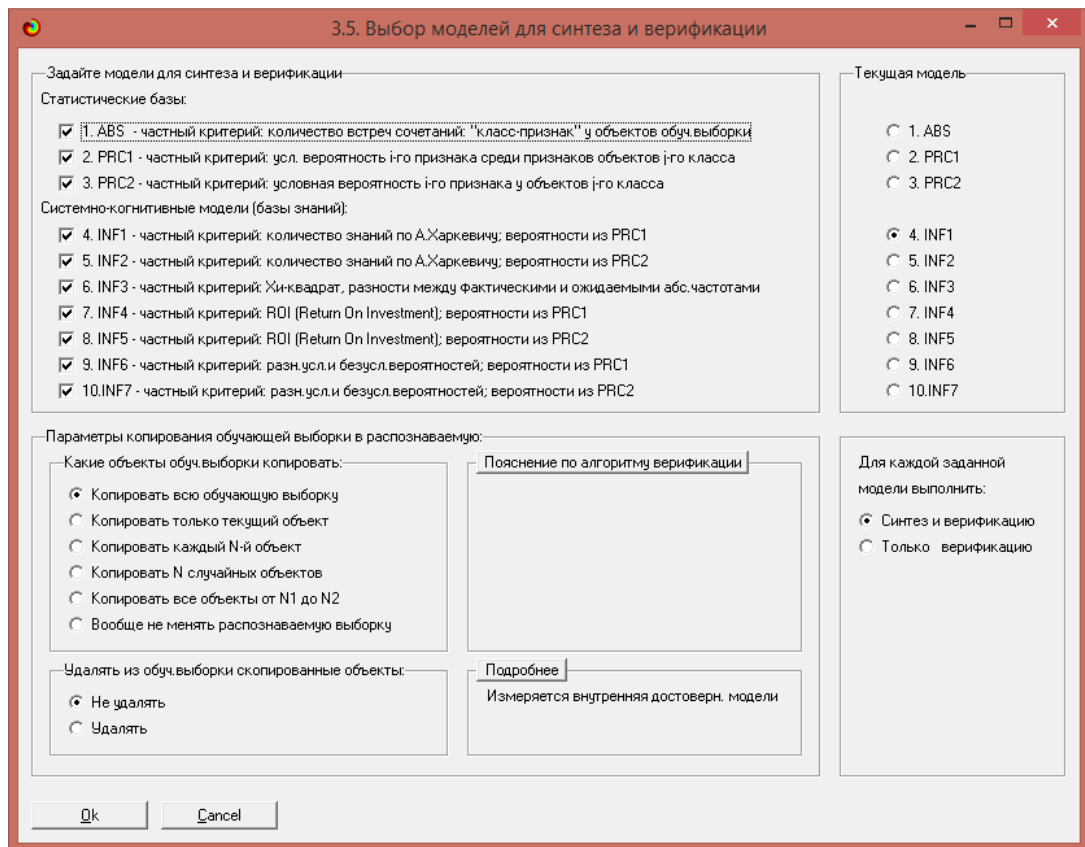 3.5. Выбор моделей для синтеза и верификации
Задайте модели для синтеза и верификации
Статистические базы:
1. ABS - частный критерий: количество встреч сочетаний: "класс-признак" у объектов обуч.выборки
2. PRC1 - частный критерий: усл. вероятность i-го признака среди признаков объектов j-го класса
3. PRC2 - частный критерий: условная вероятность i-го признака у объектов j-го класса
Системно-когнитивные модели (базы знаний):
4. INF1 - частный критерий: количество знаний по А.Харкевичу; вероятности из PRC1
5. INF2 - частный критерий: количество знаний по А.Харкевичу; вероятности из PRC2
6. INF3 - частный критерий: Хи-квадрат, разности между фактическими и ожидаемыми абс.частотами
7. INF4 - частный критерий: ROI (Return On Investment); вероятности из PRC1
8. INF5 - частный критерий: ROI (Return On Investment); вероятности из PRC2
9. INF6 - частный критерий: разн.усл.и безусл.вероятностей; вероятности из PRC1
10.INF7 - частный критерий: разн.усл.и безусл.вероятностей; вероятности из PRC2
Текущая модель
1. ABS
2. PRC1
3. PRC2
4. INF1
5. INF2
6. INF3
7. INF4
8. INF5
9. INF6
10.INF7
Параметры копирования обучающей выборки в распознаваемую:
Какие объекты обуч.выборки копировать:
Копировать всю обучающую выборку
Копировать только текущий объект
Копировать каждый N-й объект
Копировать N случайных объектов
Копировать все объекты от N1 до N2
Вообще не менять распознаваемую выборку
Пояснение по алгоритму верификации
Удалять из обуч.выборки скопированные объекты:
Не удалять
Удалять
Подробнее
Измеряется внутренняя достоверн. модели
Для каждой заданной
модели выполнить:
Синтез и верификацию
Только верификацию
Ok
Cancel